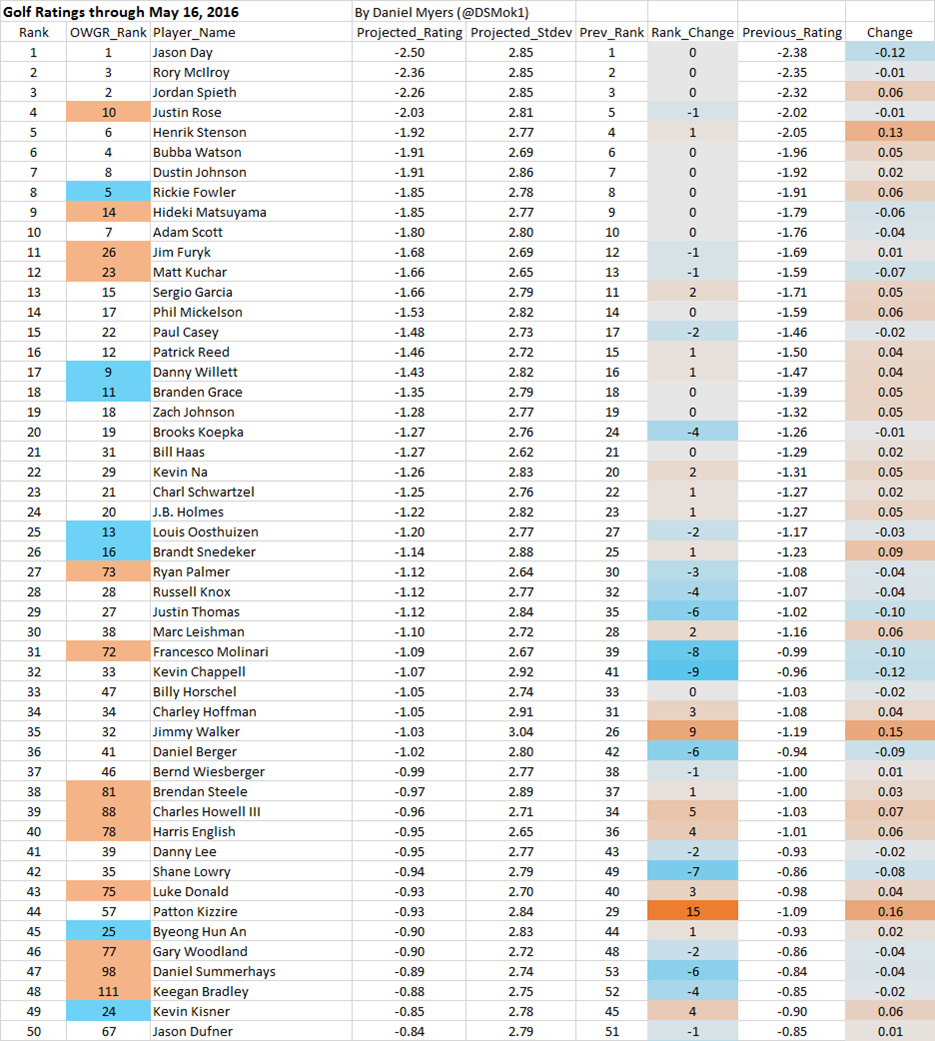 Golf Ratings through May 16, 2016 By Daniel Myers (@DSMok1)
Rank OWGR_Rank Player_Name Projected_Rating Projected_Stdev Prev_Rank Rank_Change Previous_Rating Change
1 1 Jason Day -2.50 2.85 1 0 -2.38 -0.12
2 3 Rory McIlroy -2.36 2.85 2 0 -2.35 -0.01
3 2 Jordan Spieth -2.26 2.85 3 0 -2.32 0.06
4 10 Justin Rose -2.03 2.81 5 -1 -2.02 -0.01
5 6 Henrik Stenson -1.92 2.77 4 1 -2.05 0.13
6 4 Bubba Watson -1.91 2.69 6 0 -1.96 0.05
7 8 Dustin Johnson -1.91 2.86 7 0 -1.92 0.02
8 5 Rickie Fowler -1.85 2.78 8 0 -1.91 0.06
9 14 Hideki Matsuyama -1.85 2.77 9 0 -1.79 -0.06
10 7 Adam Scott -1.80 2.80 10 0 -1.76 -0.04
11 26 Jim Furyk -1.68 2.69 12 -1 -1.69 0.01
12 23 Matt Kuchar -1.66 2.65 13 -1 -1.59 -0.07
13 15 Sergio Garcia -1.66 2.79 11 2 -1.71 0.05
14 17 Phil Mickelson -1.53 2.82 14 0 -1.59 0.06
15 22 Paul Casey -1.48 2.73 17 -2 -1.46 -0.02
16 12 Patrick Reed -1.46 2.72 15 1 -1.50 0.04
17 9 Danny Willett -1.43 2.82 16 1 -1.47 0.04
18 11 Branden Grace -1.35 2.79 18 0 -1.39 0.05
19 18 Zach Johnson -1.28 2.77 19 0 -1.32 0.05
20 19 Brooks Koepka -1.27 2.76 24 -4 -1.26 -0.01
21 31 Bill Haas -1.27 2.62 21 0 -1.29 0.02
22 29 Kevin Na -1.26 2.83 20 2 -1.31 0.05
23 21 Charl Schwartzel -1.25 2.76 22 1 -1.27 0.02
24 20 J.B. Holmes -1.22 2.82 23 1 -1.27 0.05
25 13 Louis Oosthuizen -1.20 2.77 27 -2 -1.17 -0.03
26 16 Brandt Snedeker -1.14 2.88 25 1 -1.23 0.09
27 73 Ryan Palmer -1.12 2.64 30 -3 -1.08 -0.04
28 28 Russell Knox -1.12 2.77 32 -4 -1.07 -0.04
29 27 Justin Thomas -1.12 2.84 35 -6 -1.02 -0.10
30 38 Marc Leishman -1.10 2.72 28 2 -1.16 0.06
31 72 Francesco Molinari -1.09 2.67 39 -8 -0.99 -0.10
32 33 Kevin Chappell -1.07 2.92 41 -9 -0.96 -0.12
33 47 Billy Horschel -1.05 2.74 33 0 -1.03 -0.02
34 34 Charley Hoffman -1.05 2.91 31 3 -1.08 0.04
35 32 Jimmy Walker -1.03 3.04 26 9 -1.19 0.15
36 41 Daniel Berger -1.02 2.80 42 -6 -0.94 -0.09
37 46 Bernd Wiesberger -0.99 2.77 38 -1 -1.00 0.01
38 81 Brendan Steele -0.97 2.89 37 1 -1.00 0.03
39 88 Charles Howell III -0.96 2.71 34 5 -1.03 0.07
40 78 Harris English -0.95 2.65 36 4 -1.01 0.06
41 39 Danny Lee -0.95 2.77 43 -2 -0.93 -0.02
42 35 Shane Lowry -0.94 2.79 49 -7 -0.86 -0.08
43 75 Luke Donald -0.93 2.70 40 3 -0.98 0.04
44 57 Patton Kizzire -0.93 2.84 29 15 -1.09 0.16
45 25 Byeong Hun An -0.90 2.83 44 1 -0.93 0.02
46 77 Gary Woodland -0.90 2.72 48 -2 -0.86 -0.04
47 98 Daniel Summerhays -0.89 2.74 53 -6 -0.84 -0.04
48 111 Keegan Bradley -0.88 2.75 52 -4 -0.85 -0.02
49 24 Kevin Kisner -0.85 2.78 45 4 -0.90 0.06
50 67 Jason Dufner -0.84 2.79 51 -1 -0.85 0.01